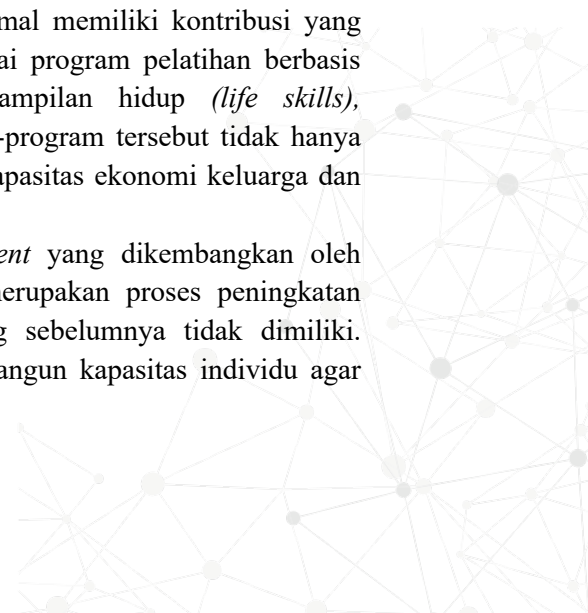 mal memiliki kontribusi yang
ai program pelatihan berbasis
ampilan hidup (life skills),
-program tersebut tidak hanya
apasitas ekonomi keluarga dan
ent yang dikembangkan oleh
erupakan proses peningkatan
g sebelumnya tidak dimiliki.
angun kapasitas individu agar